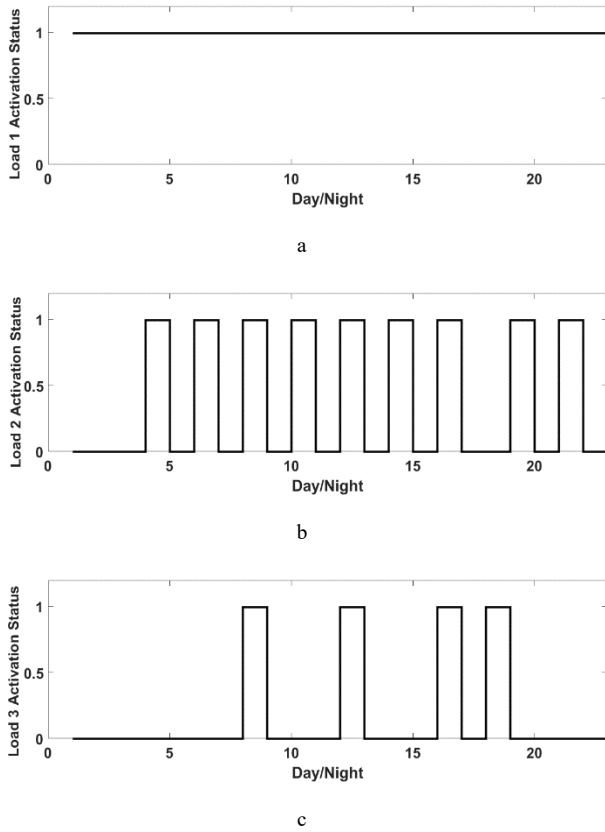 Load 1 Activation Status
1
0.5
0
0 5 10 15 20
Day/Night
a
Load 2 Activation Status
1
0.5
0
0 5 10 15 20
Day/Night
b
Load 3 Activation Status
1
0.5
0
0 5 10 15 20
Day/Night
c